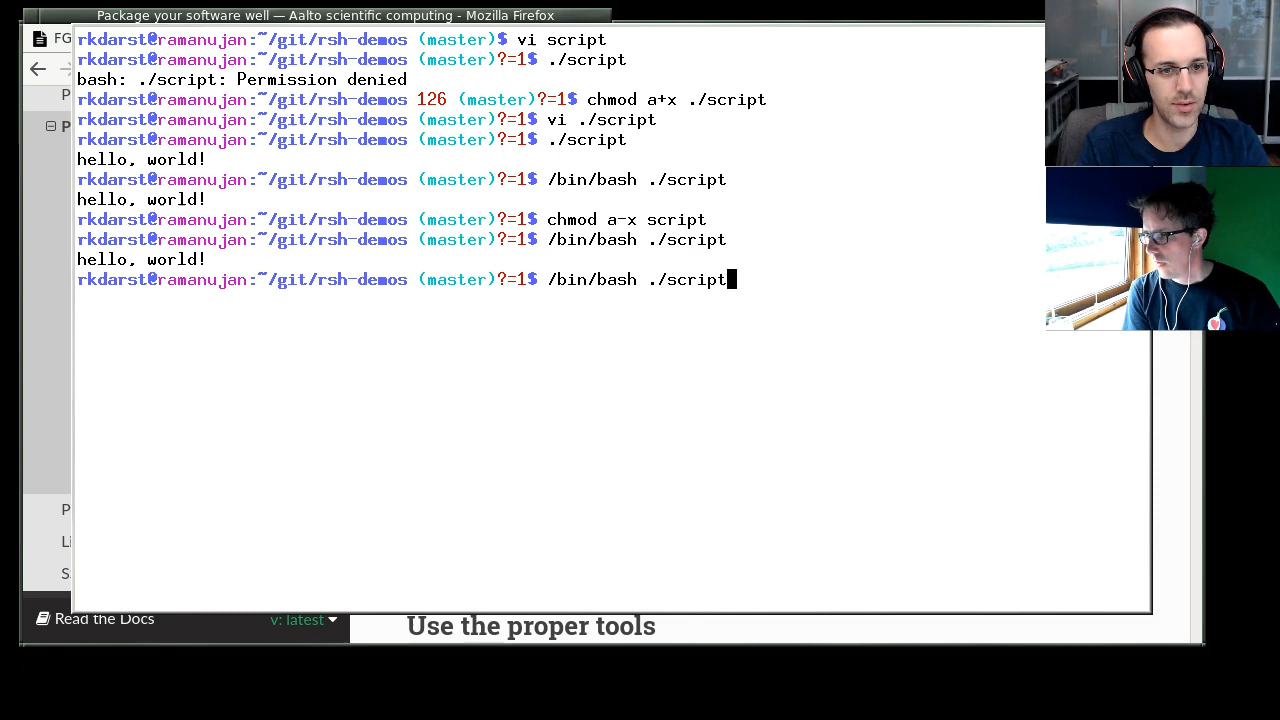 Package your software well — Aalto scientific computing - Mozilla Firefox
FG
P
P
rkdarst@ramanujan:~/git/rsh-demos (master)$ vi script
rkdarst@ramanujan:~/git/rsh-demos (master)?=1$ ./script
bash: ./script: Permission denied
rkdarst@ramanujan:~/git/rsh-demos 126 (master)?=1$ chmod a+x ./script
rkdarst@ramanujan:~/git/rsh-demos (master)?=1$ vi ./script
rkdarst@ramanujan:~/git/rsh-demos (master)?=1$ ./script
hello, world!
rkdarst@ramanujan:~/git/rsh-demos (master)?=1$ /bin/bash ./script
hello, world!
rkdarst@ramanujan:~/git/rsh-demos (master)?=1$ chmod a-x script
rkdarst@ramanujan:~/git/rsh-demos (master)?=1$ /bin/bash ./script
hello, world!
rkdarst@ramanujan:~/git/rsh-demos (master)?=1$ /bin/bash ./script
P
Li
S
Read the Docs v: latest
Use the proper tools